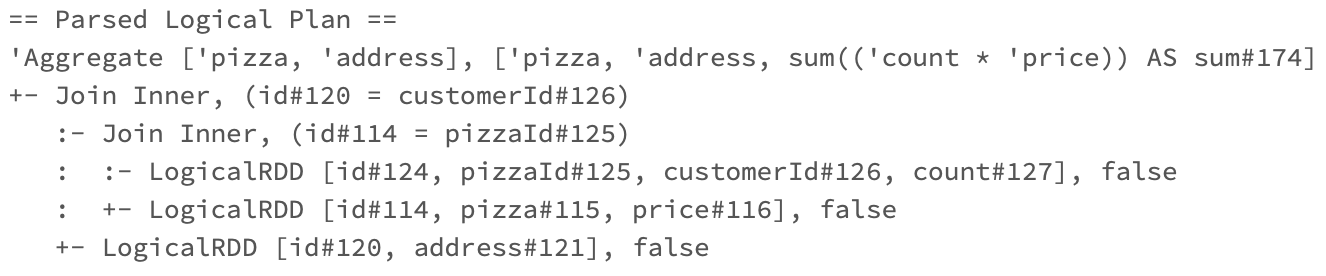 == Parsed Logical Plan ==
'Aggregate ['pizza, 'address], ['pizza, 'address, sum(('count * 'price)) AS sum#174]
+- Join Inner, (id#120 = customerId#126)
   :- Join Inner, (id#114 = pizzaId#125)
   :  :- LogicalRDD [id#124, pizzaId#125, customerId#126, count#127], false
   :  +- LogicalRDD [id#114, pizza#115, price#116], false
   +- LogicalRDD [id#120, address#121], false